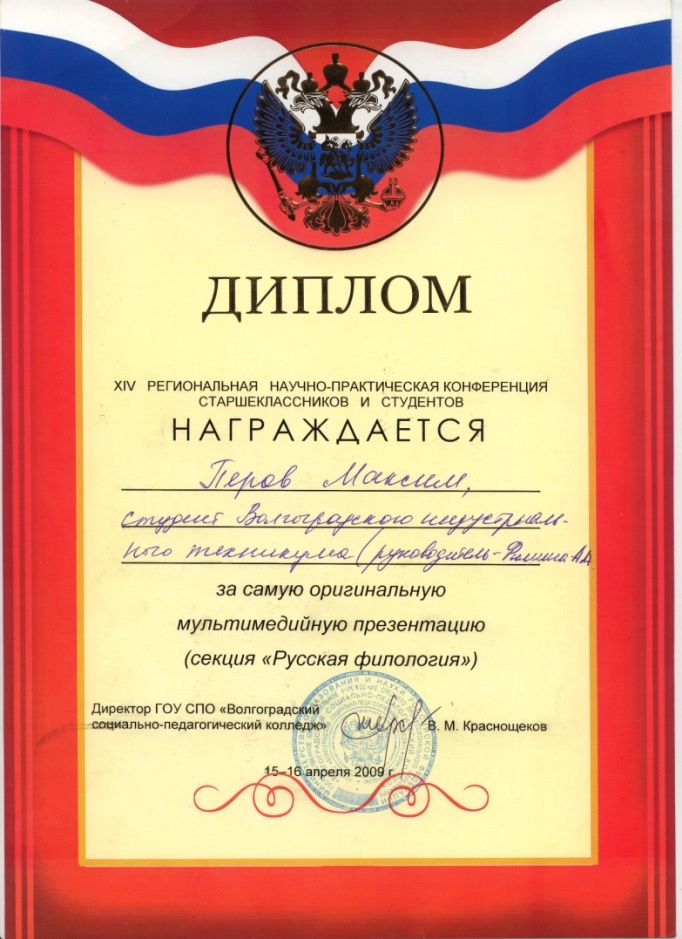 ДИПЛОМ
XIV РЕГИОНАЛЬНАЯ НАУЧНО-ПРАКТИЧЕСКАЯ КОНФЕРЕНЦИЯ
СТАРШЕКЛАССНИКОВ И СТУДЕНТОВ
НАГРАЖДАЕТСЯ
Перов Максим,
студент Волгоградского индустриаль-
ного техникума (руководитель-
за самую оригинальную
мультимедийную презентацию
(секция «Русская филология»)
Директор ГОУ СПО «Волгоградский
социально-педагогический колледж» В. М. Краснощеков
15–16 апреля 2009 г.